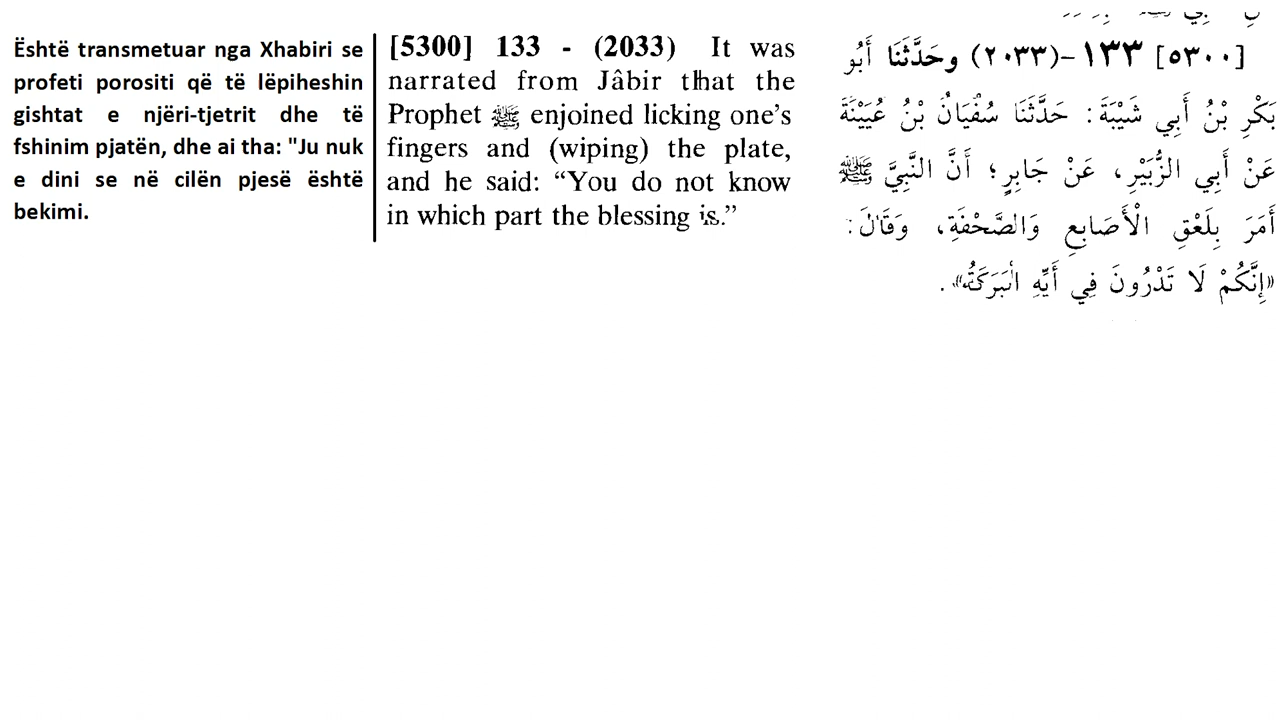 Është transmetuar nga Xhabiri se
profeti porositi që të lëpiheshin
gishtat e njëri-tjetrit dhe të
fshinim pjatën, dhe ai tha: "Ju nuk
e dini se në cilën pjesë është
bekimi.
[5300] 133 - (2033) It was
narrated from Jâbir that the
Prophet ﷺ enjoined licking one's
fingers and (wiping) the plate,
and he said: “You do not know
in which part the blessing is.”
[٥٣٠٠] ١٣٣-(٢٠٣٣) وحَدَّثَنَا أَبُو
بَكْرِ بْنُ أَبِي شَيْبَةَ: حَدَّثَنَا سُفْيَانُ بْنُ عُيَيْنَةَ
عَنْ أَبِي الزُّبَيْرِ، عَنْ جَابِرٍ؛ أَنَّ النَّبِيَّ ﷺ
أَمَرَ بِلَعْقِ الْأَصَابِعِ وَالصَّحْفَةِ، وَقَالَ:
«إِنَّكُمْ لَا تَدْرُونَ فِي أَيِّهِ الْبَرَكَةُ».